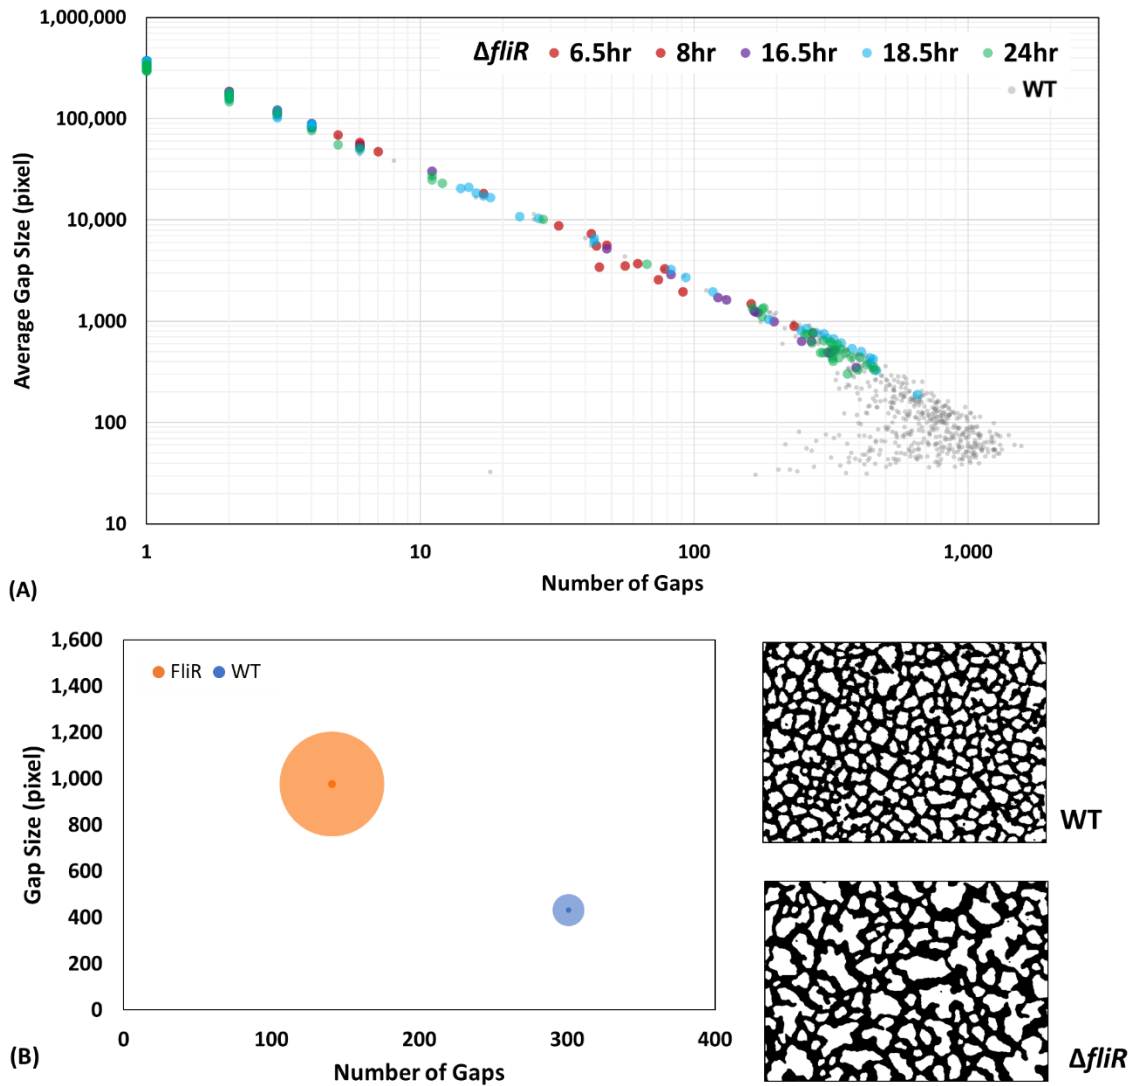 (A)
1,000,000
100,000
10,000
1,000
100
10
Average Gap SIze (pixel)
ΔfliR 6.5hr 8hr 16.5hr 18.5hr 24hr
WT
1 10 100 1,000
Number of Gaps
(B)
1,600
1,400
1,200
1,000
800
600
400
200
0
Gap Size (pixel)
FliR WT
0 100 200 300 400
Number of Gaps
WT
ΔfliR